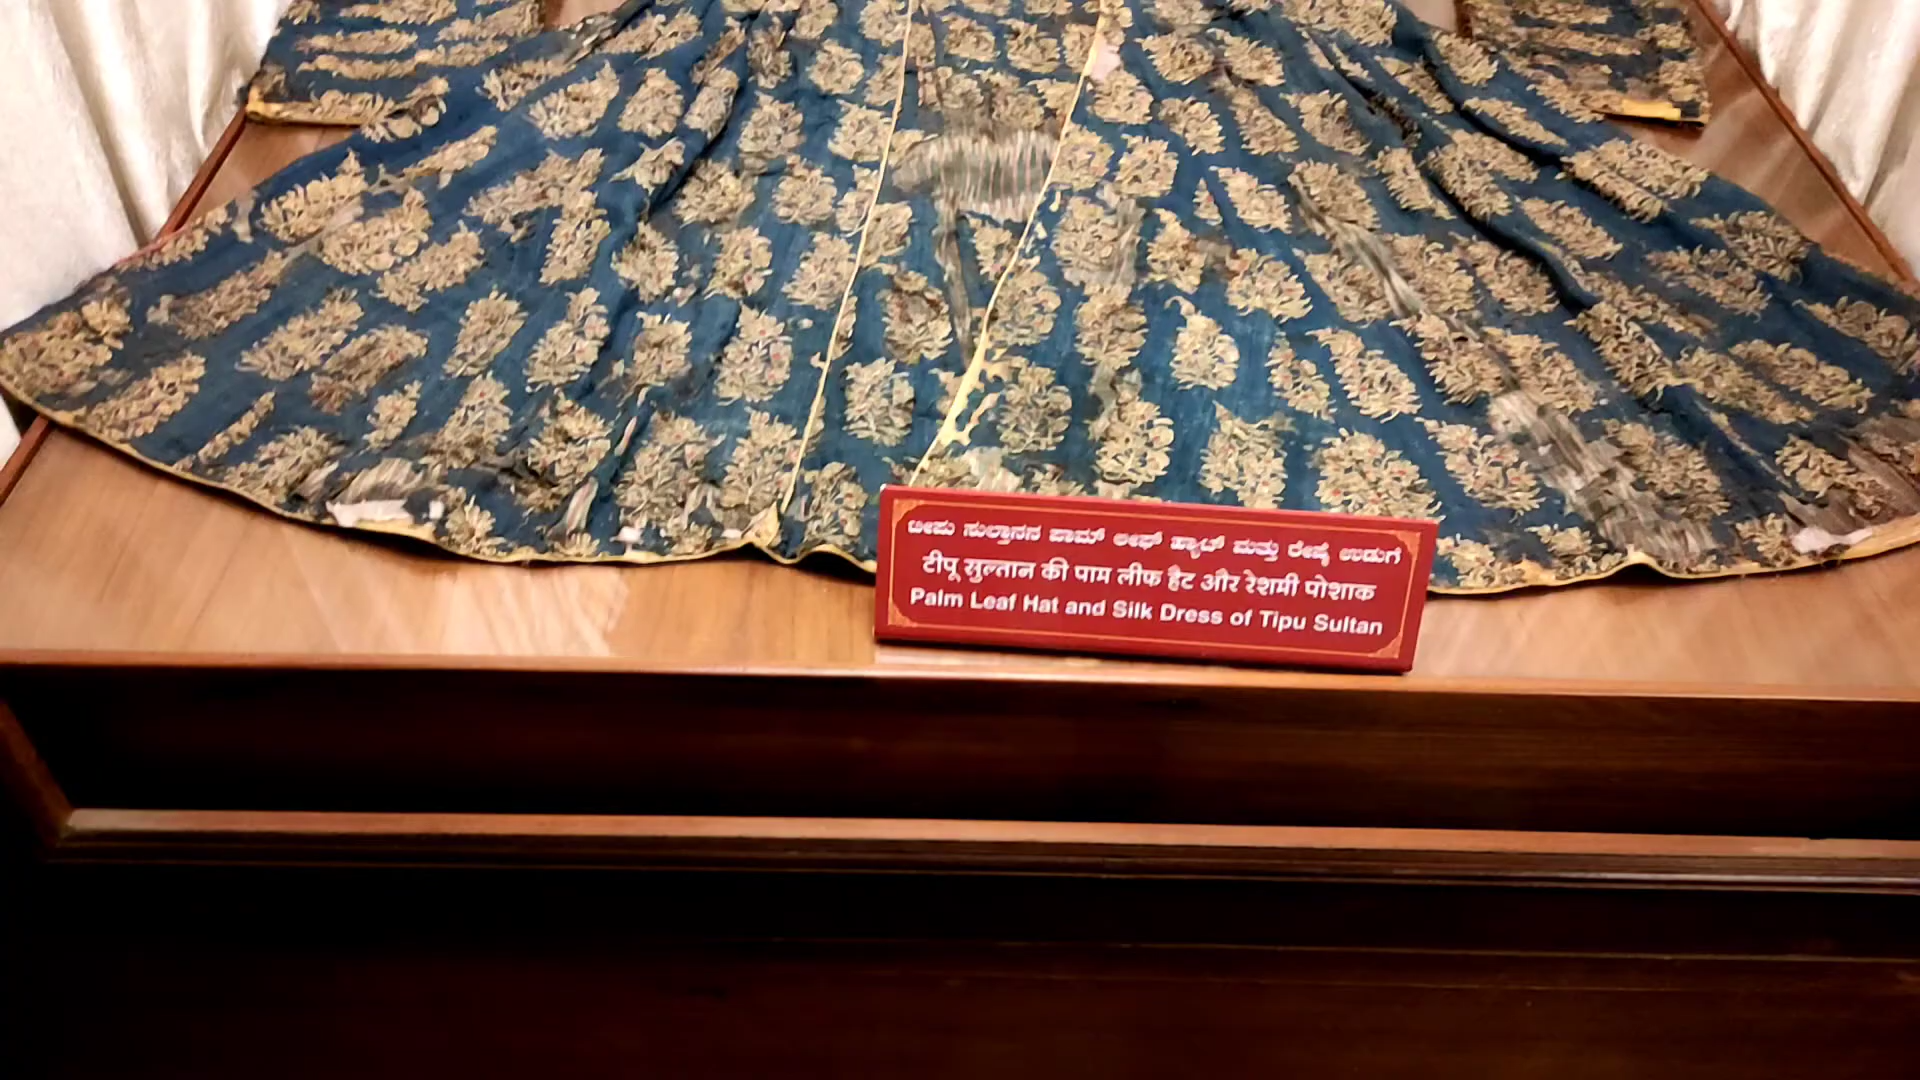 ಟೀಪು ಸುಲ್ತಾನನ ಪಾಮ್ ಲೀಫ್ ಹ್ಯಾಟ್ ಮತ್ತು ರೇಷ್ಮೆ ಉಡುಗೆ
टीपू सुल्तान की पाम लीफ हैट और रेशमी पोशाक
Palm Leaf Hat and Silk Dress of Tipu Sultan